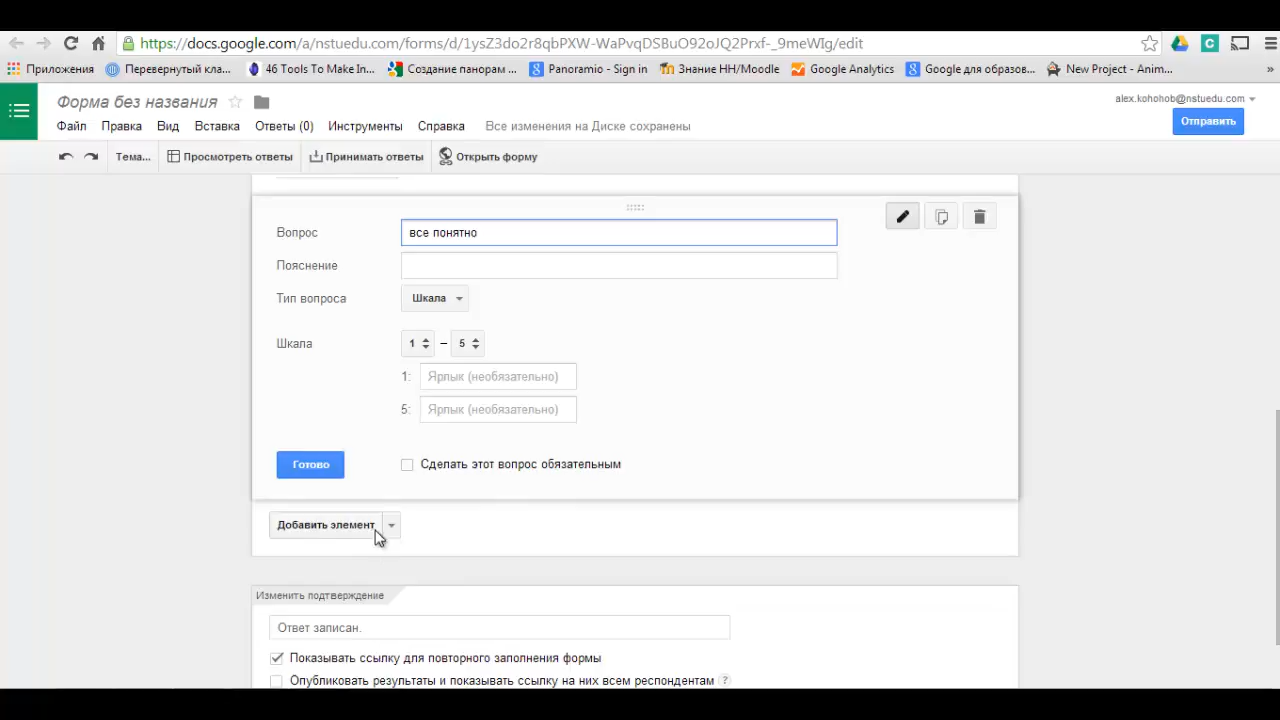 https://docs.google.com/a/nstuedu.com/forms/d/1ysZ3do2r8qbPXW-WaPvqDSBuO92oJQ2Prxf-_9meWIg/edit
Приложения Перевернутый кла... 46 Tools To Make In... Создание панорам ... Panoramio - Sign in Знание-НН/Moodle Google Analytics Google для образов... New Project - Anim... »
Форма без названия
alex.kohohob@nstuedu.com
Файл Правка Вид Вставка Ответы (0) Инструменты Справка Все изменения на Диске сохранены
Отправить
Тема... Просмотреть ответы Принимать ответы Открыть форму
Вопрос все понятно
Пояснение
Тип вопроса Шкала
Шкала 1 – 5
1: Ярлык (необязательно)
5: Ярлык (необязательно)
Готово Сделать этот вопрос обязательным
Добавить элемент
Изменить подтверждение
Ответ записан.
Показывать ссылку для повторного заполнения формы
Опубликовать результаты и показывать ссылку на них всем респондентам ?